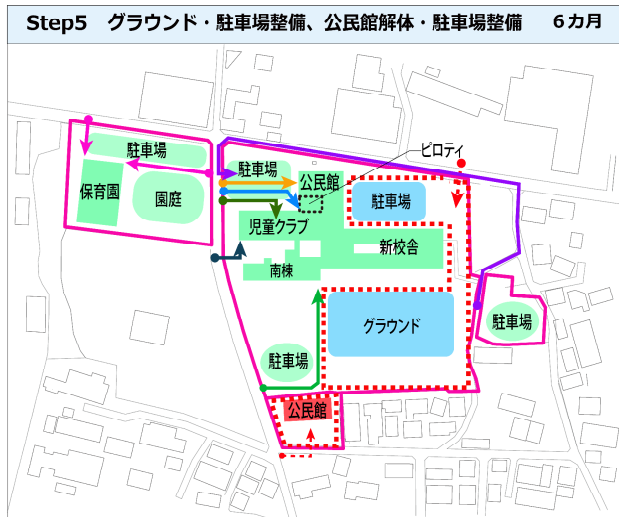 Step5 グラウンド・駐車場整備、公民館解体・駐車場整備 6カ月
ピロティ
駐車場
駐車場
公民館
保育園
園庭
駐車場
児童クラブ
新校舎
南棟
駐車場
グラウンド
駐車場
公民館